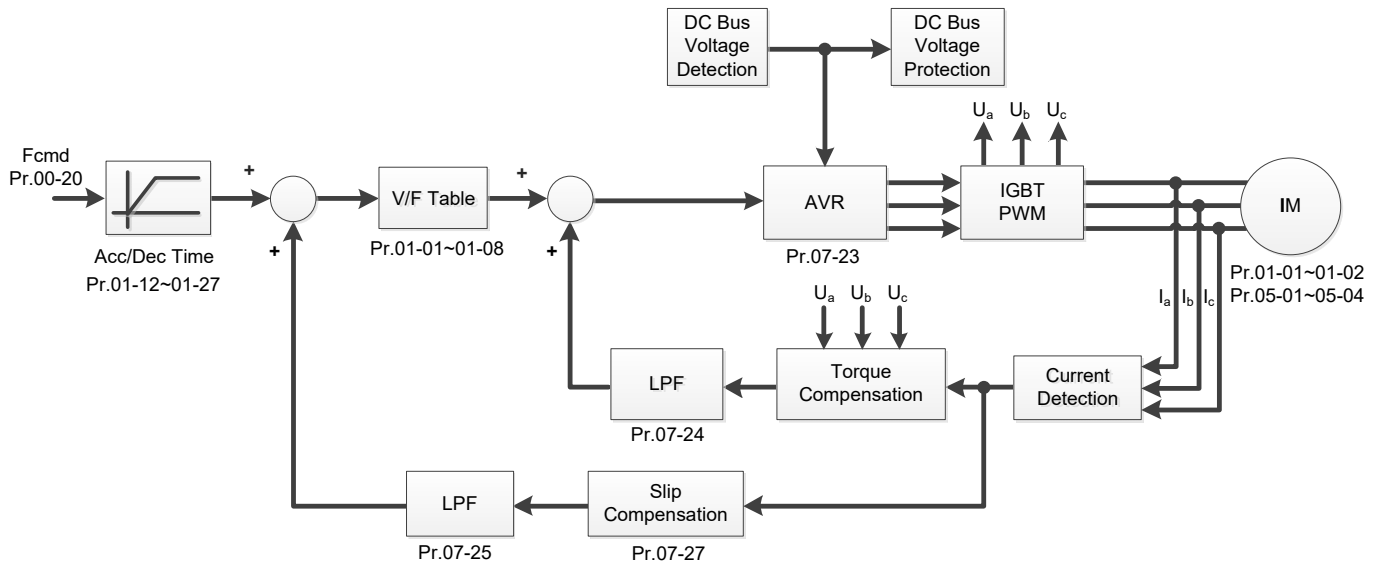 DC Bus
Voltage
Detection
DC Bus
Voltage
Protection
Fcmd
Pr.00-20
Acc/Dec Time
Pr.01-12~01-27
+
+
V/F Table
Pr.01-01~01-08
+
+
AVR
Pr.07-23
Ua
Ub
Uc
IGBT
PWM
IM
Pr.01-01~01-02
Pr.05-01~05-04
Ia
Ib
Ic
Ua
Ub
Uc
LPF
Pr.07-24
Torque
Compensation
Current
Detection
LPF
Pr.07-25
Slip
Compensation
Pr.07-27